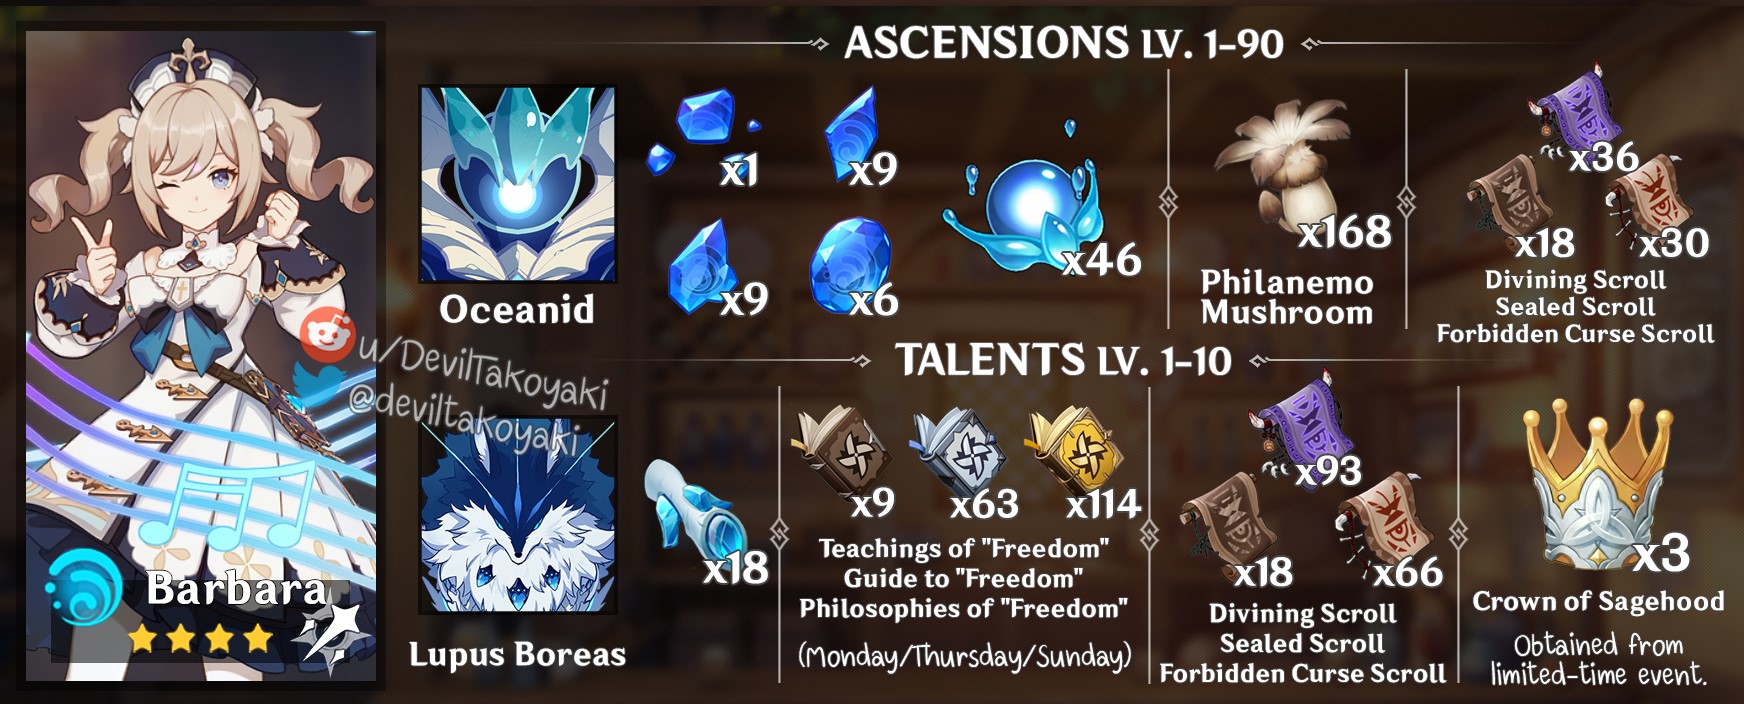 ASCENSIONS LV. 1-90
x1
x9
x9
x6
x46
x168
x36
x18
x30
Oceanid
Philanemo
Mushroom
Divining Scroll
Sealed Scroll
Forbidden Curse Scroll
u/DevilTakoyaki
@deviltakoyaki
TALENTS LV. 1-10
x18
x9
x63
x114
x93
x18
x66
x3
Teachings of "Freedom"
Guide to "Freedom"
Philosophies of "Freedom"
(Monday/Thursday/Sunday)
Divining Scroll
Sealed Scroll
Forbidden Curse Scroll
Crown of Sagehood
Obtained from
limited-time event.
Barbara
Lupus Boreas